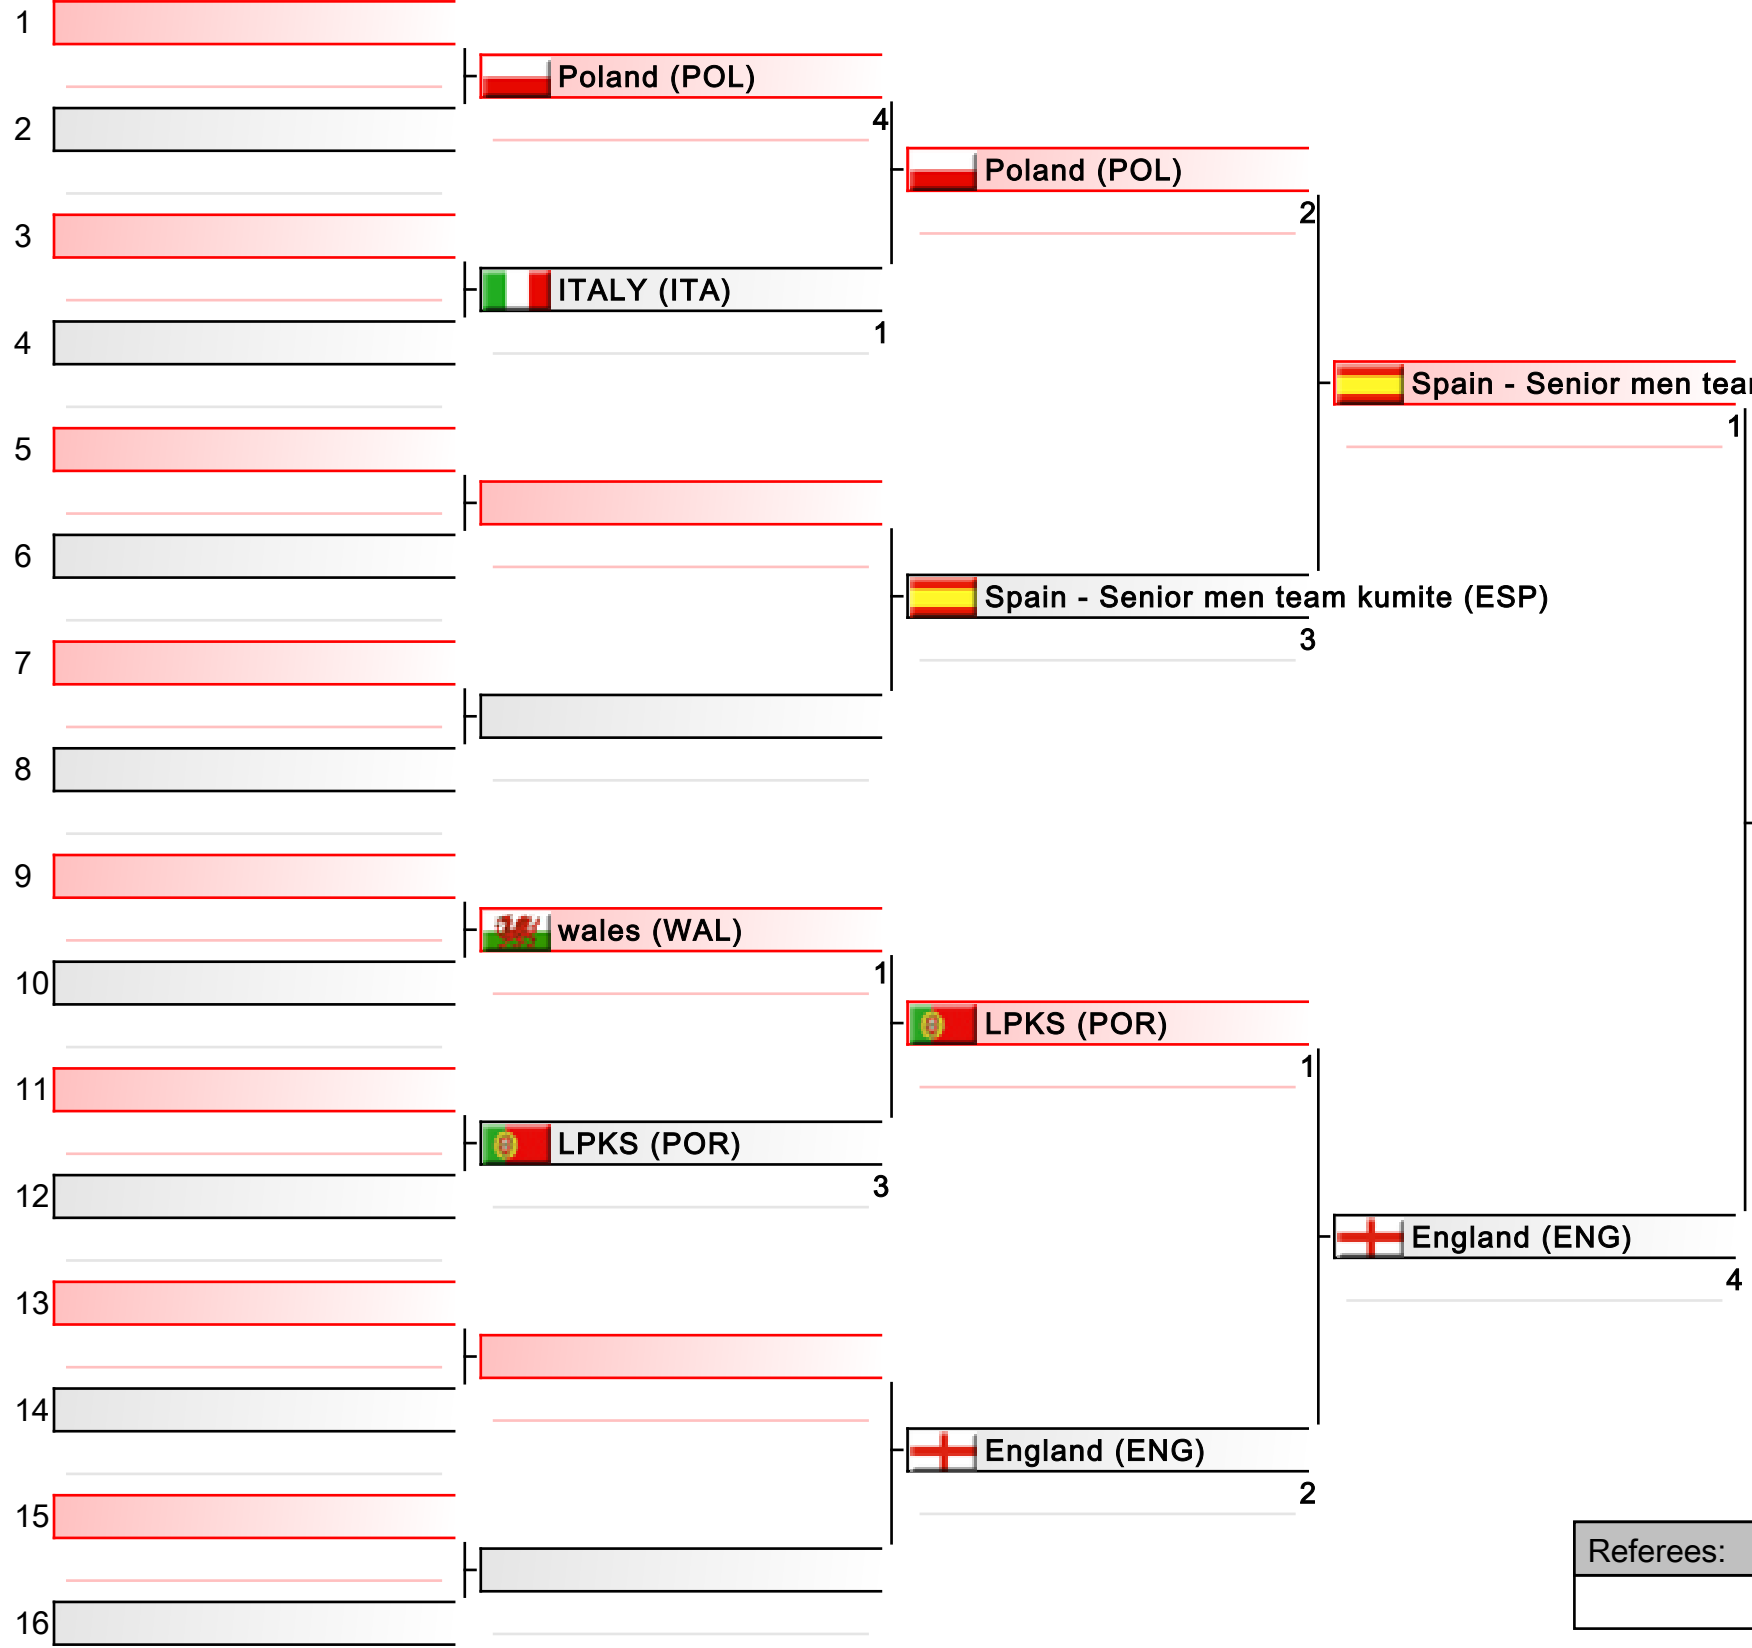 1
Poland (POL)
4
2
Poland (POL)
2
3
ITALY (ITA)
1
4
Spain - Senior men tea
1
5
6
Spain - Senior men team kumite (ESP)
3
7
8
9
wales (WAL)
1
10
LPKS (POR)
1
11
LPKS (POR)
3
12
England (ENG)
4
13
14
England (ENG)
2
15
Referees:
16